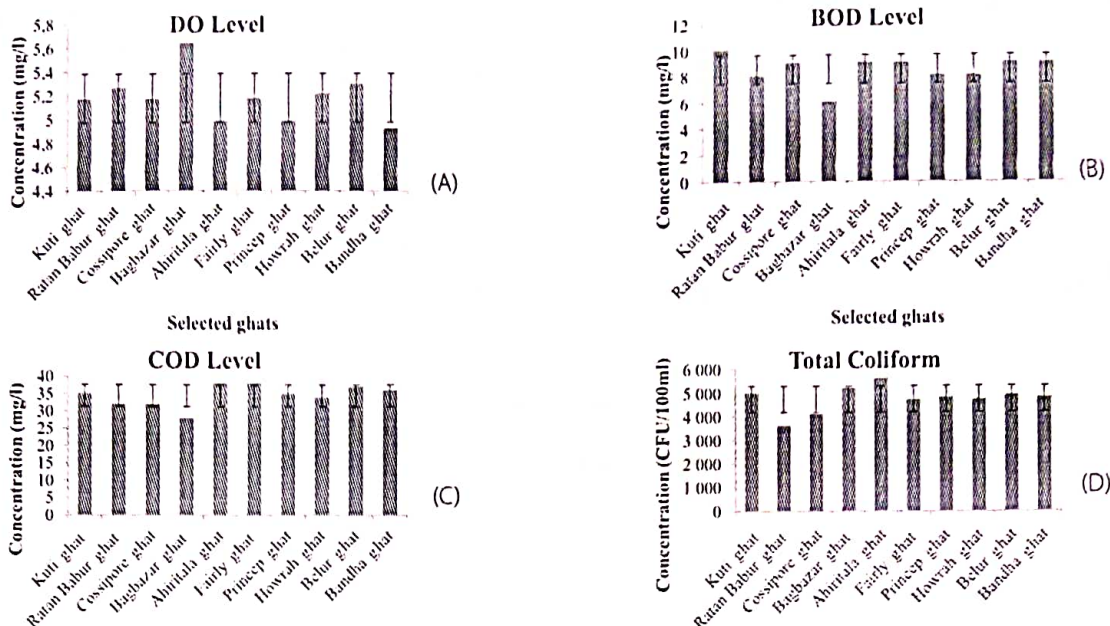 DO Level
Concentration (mg/l)
5.8
5.6
5.4
5.2
5
4.8
4.6
4.4
Kuti ghat
Ratan Babur ghat
Cossipore ghat
Bagbazar ghat
Ahiritala ghat
Fairly ghat
Princep ghat
Howrah ghat
Belur ghat
Bandha ghat
Selected ghats
(A)
BOD Level
Concentration (mg/l)
12
10
8
6
4
2
0
Kuti ghat
Ratan Babur ghat
Cossipore ghat
Bagbazar ghat
Ahiritala ghat
Fairly ghat
Princep ghat
Howrah ghat
Belur ghat
Bandha ghat
Selected ghats
(B)
COD Level
Concentration (mg/l)
40
35
30
25
20
15
10
5
0
Kuti ghat
Ratan Babur ghat
Cossipore ghat
Bagbazar ghat
Ahiritala ghat
Fairly ghat
Princep ghat
Howrah ghat
Belur ghat
Bandha ghat
(C)
Total Coliform
Concentration (CFU/100ml)
6 000
5 000
4 000
3 000
2 000
1 000
0
Kuti ghat
Ratan Babur ghat
Cossipore ghat
Bagbazar ghat
Ahiritala ghat
Fairly ghat
Princep ghat
Howrah ghat
Belur ghat
Bandha ghat
(D)